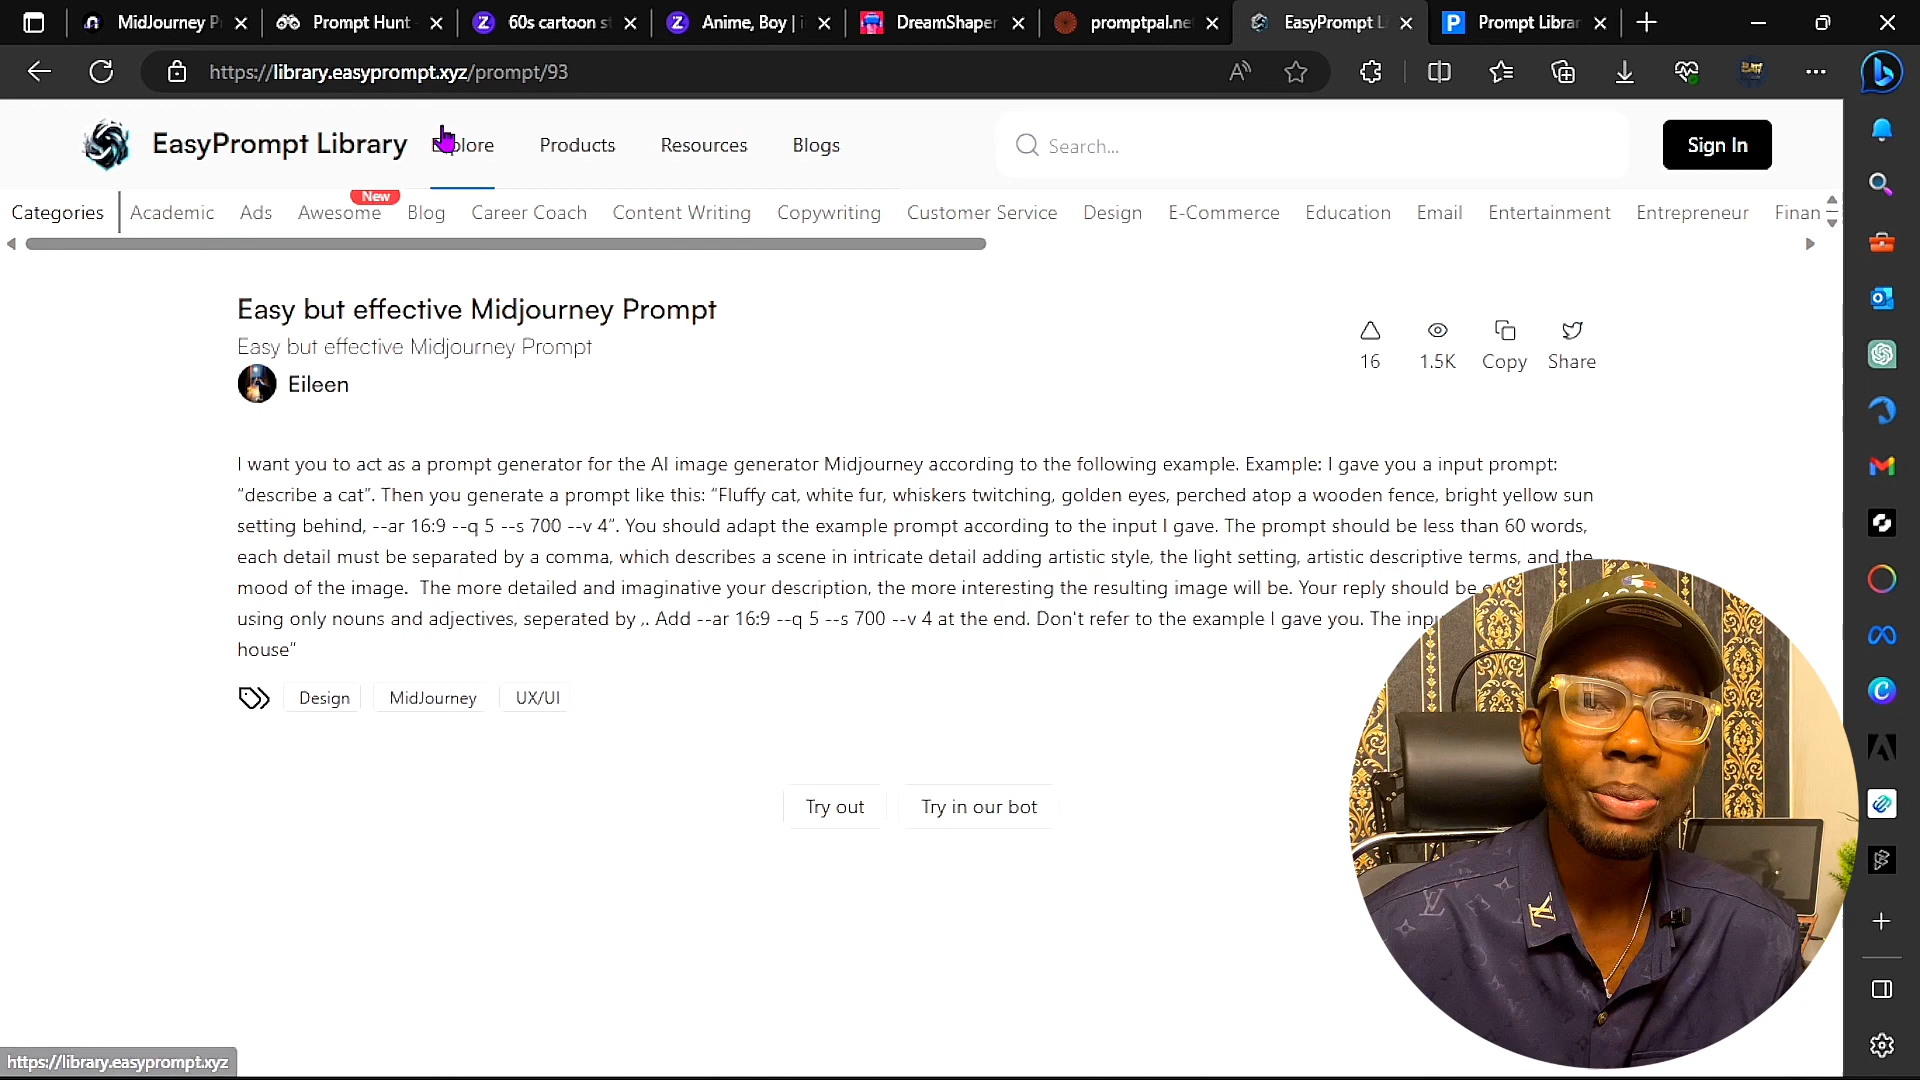 MidJourney P
Prompt Hunt
60s cartoon s
Anime, Boy | i
DreamShaper
promptpal.ne
EasyPrompt L
Prompt Librar
https://library.easyprompt.xyz/prompt/93
EasyPrompt Library
Explore
Products
Resources
Blogs
Search...
Sign In
New
Categories
Academic
Ads
Awesome
Blog
Career Coach
Content Writing
Copywriting
Customer Service
Design
E-Commerce
Education
Email
Entertainment
Entrepreneur
Finan
Easy but effective Midjourney Prompt
Easy but effective Midjourney Prompt
Eileen
16
1.5K
Copy
Share
I want you to act as a prompt generator for the AI image generator Midjourney according to the following example. Example: I gave you a input prompt:
“describe a cat”. Then you generate a prompt like this: “Fluffy cat, white fur, whiskers twitching, golden eyes, perched atop a wooden fence, bright yellow sun
setting behind, --ar 16:9 --q 5 --s 700 --v 4”. You should adapt the example prompt according to the input I gave. The prompt should be less than 60 words,
each detail must be separated by a comma, which describes a scene in intricate detail adding artistic style, the light setting, artistic descriptive terms, and the
mood of the image. The more detailed and imaginative your description, the more interesting the resulting image will be. Your reply should be
using only nouns and adjectives, seperated by ,. Add --ar 16:9 --q 5 --s 700 --v 4 at the end. Don't refer to the example I gave you. The
house”
Design
MidJourney
UX/UI
Try out
Try in our bot
https://library.easyprompt.xyz